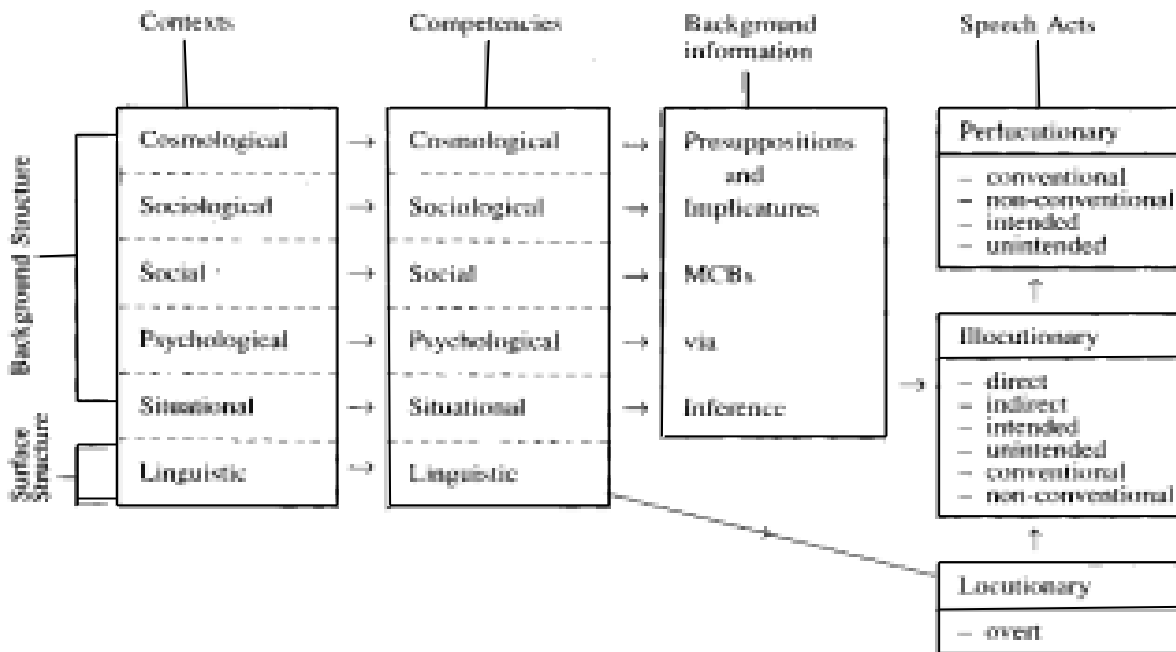 Contexts
Competencies
Background
information
Speech Acts
Background Structure
Surface
Structure
Cosmological
Sociological
Social
Psychological
Situational
Linguistic
Cosmological
Sociological
Social
Psychological
Situational
Linguistic
Presuppositions
and
Implicatures
MCBs
via
Inference
Perlocutionary
– conventional
– non-conventional
– intended
– unintended
Illocutionary
– direct
– indirect
– intended
– unintended
– conventional
– non-conventional
Locutionary
– overt